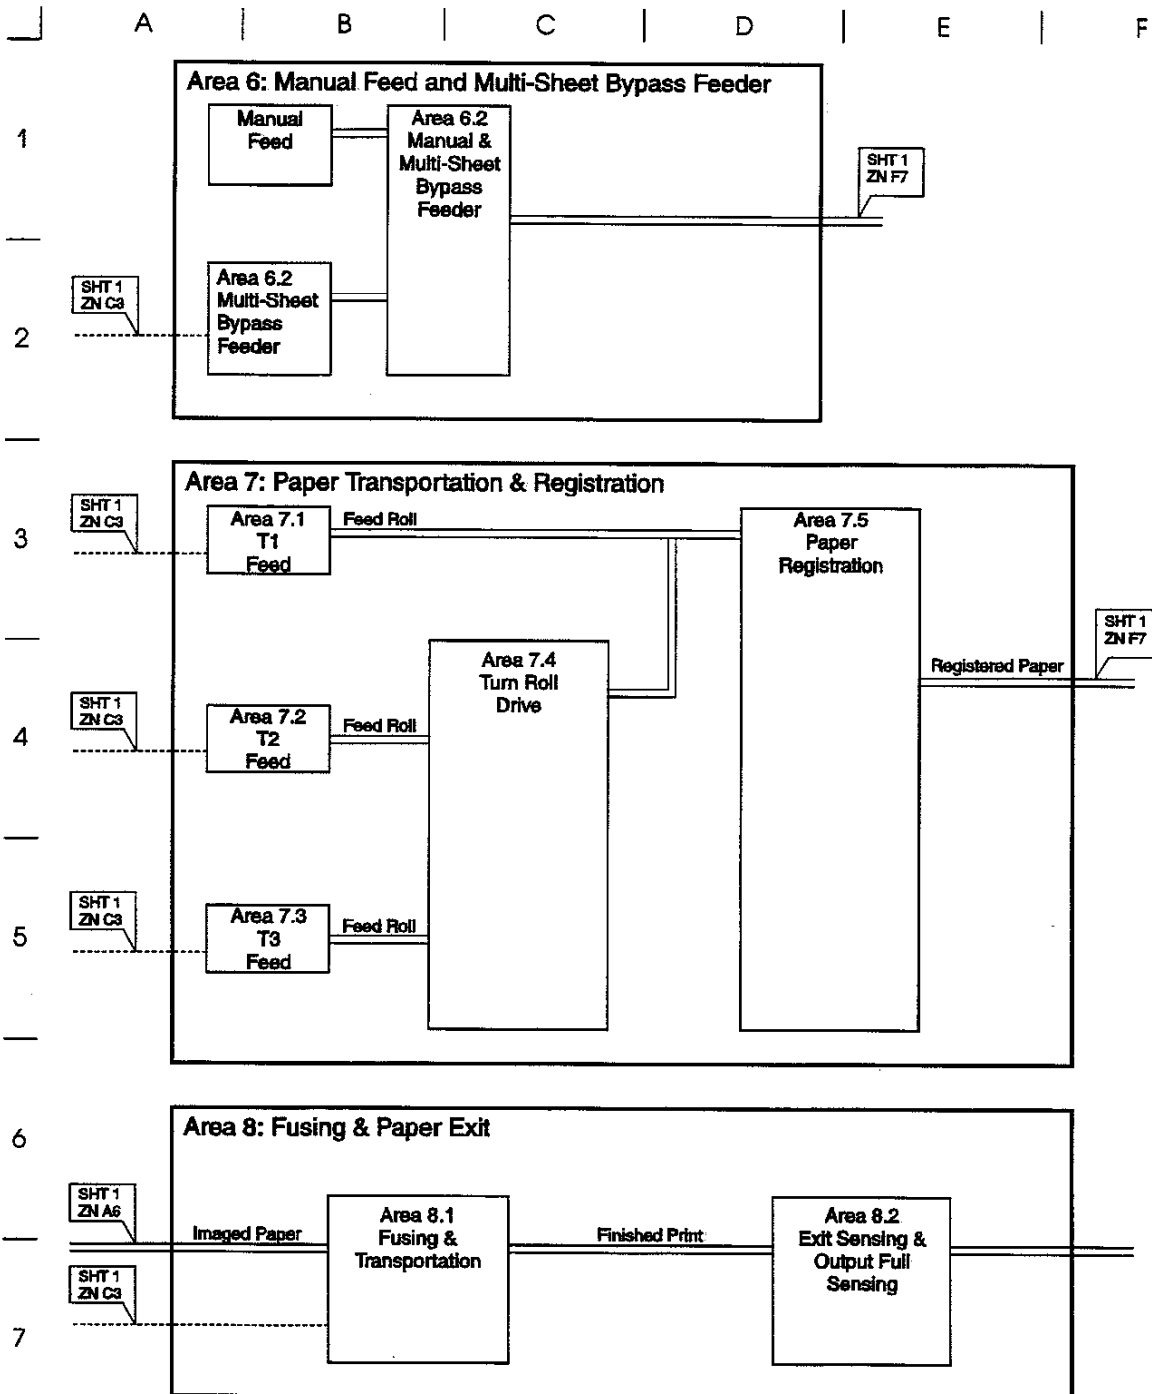 A B C D E F
1
2
3
4
5
6
7
Area 6: Manual Feed and Multi-Sheet Bypass Feeder
Manual
Feed
Area 6.2
Manual &
Multi-Sheet
Bypass
Feeder
SHT 1
ZN F7
SHT 1
ZN C3
Area 6.2
Multi-Sheet
Bypass
Feeder
Area 7: Paper Transportation & Registration
SHT 1
ZN C3
Area 7.1
T1
Feed
Feed Roll
Area 7.5
Paper
Registration
Area 7.4
Turn Roll
Drive
Registered Paper
SHT 1
ZN F7
SHT 1
ZN C3
Area 7.2
T2
Feed
Feed Roll
SHT 1
ZN C3
Area 7.3
T3
Feed
Feed Roll
Area 8: Fusing & Paper Exit
SHT 1
ZN A6
Imaged Paper
Area 8.1
Fusing &
Transportation
Finished Print
Area 8.2
Exit Sensing &
Output Full
Sensing
SHT 1
ZN C3